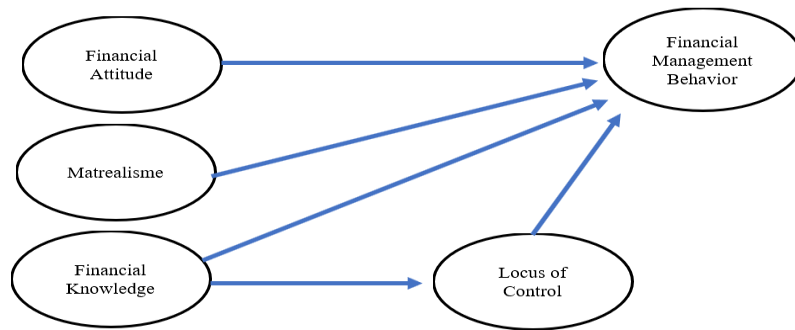 Financial
Attitude
Financial
Management
Behavior
Matrealisme
Financial
Knowledge
Locus of
Control